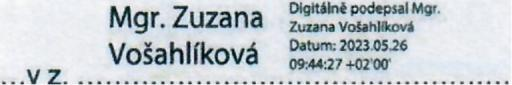 Mgr. Zuzana
Vošahlíková
Digitálně podepsal Mgr.
Zuzana Vošahlíková
Datum: 2023.05.26
09:44:27 +02'00'
...v z. ........................................................